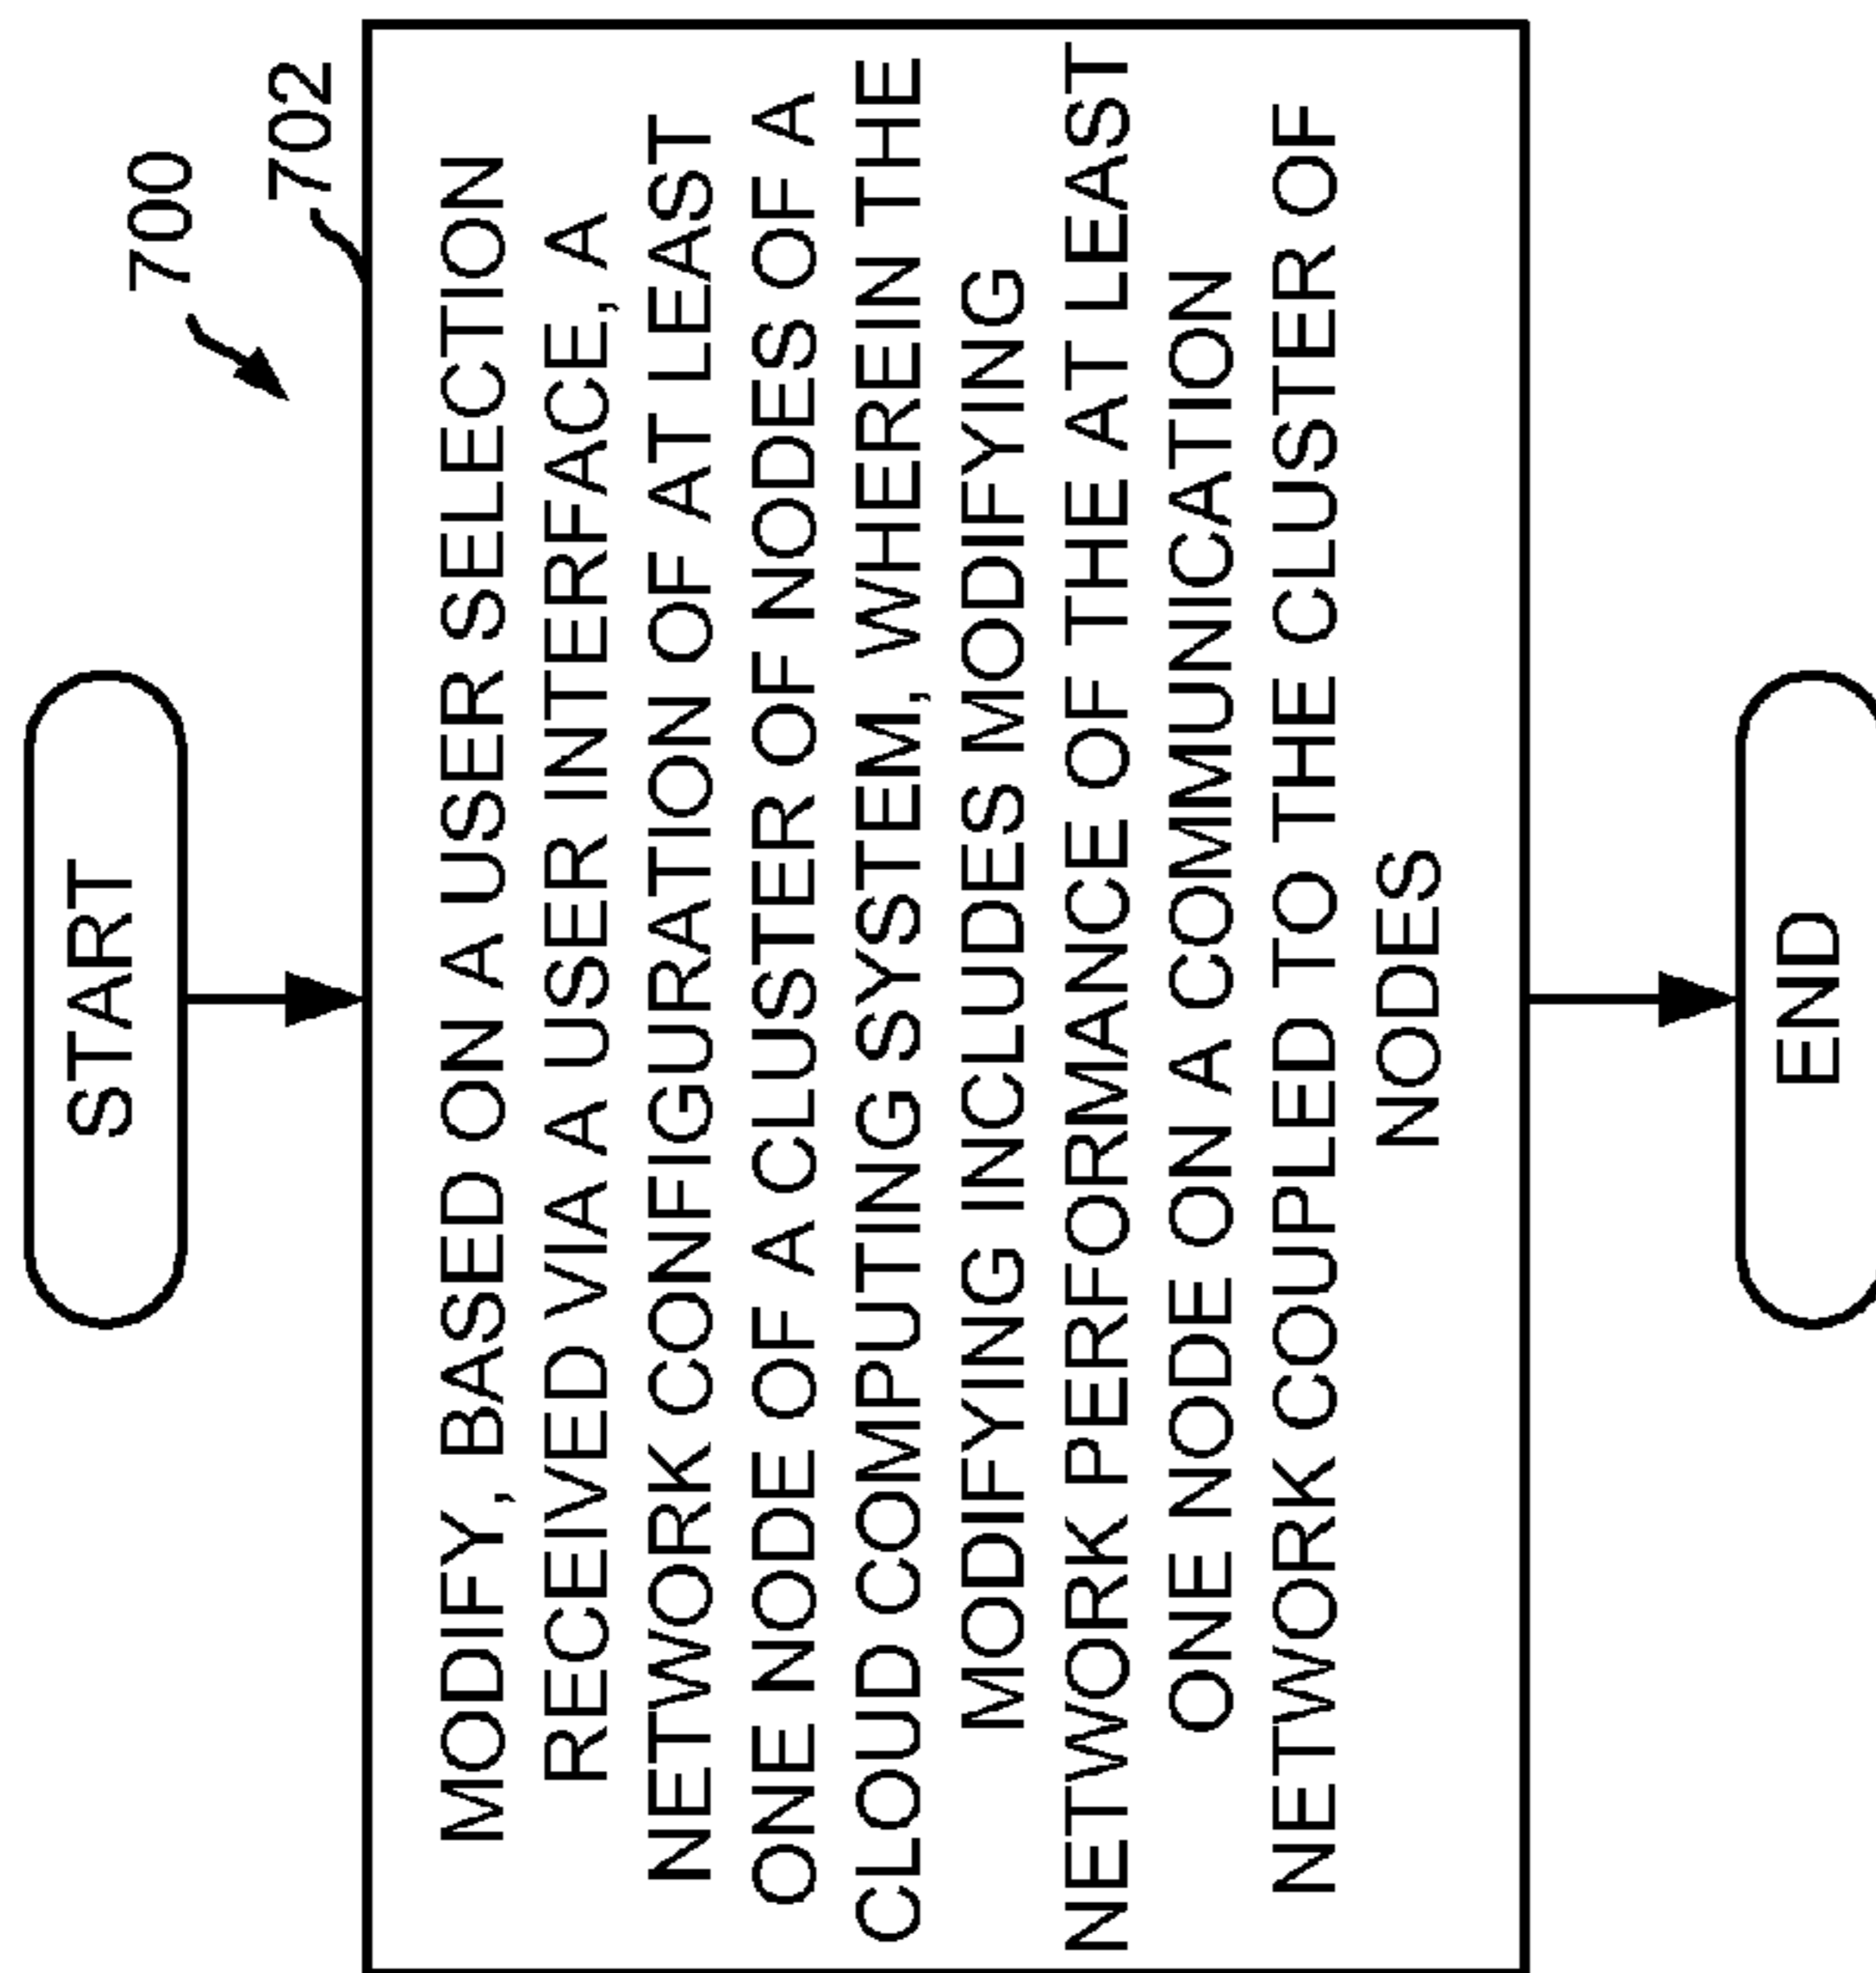 700
START
702
MODIFY, BASED ON A USER SELECTION
RECEIVED VIA A USER INTERFACE, A
NETWORK CONFIGURATION OF AT LEAST
ONE NODE OF A CLUSTER OF NODES OF A
CLOUD COMPUTING SYSTEM, WHEREIN THE
MODIFYING INCLUDES MODIFYING
NETWORK PERFORMANCE OF THE AT LEAST
ONE NODE ON A COMMUNICATION
NETWORK COUPLED TO THE CLUSTER OF
NODES
END